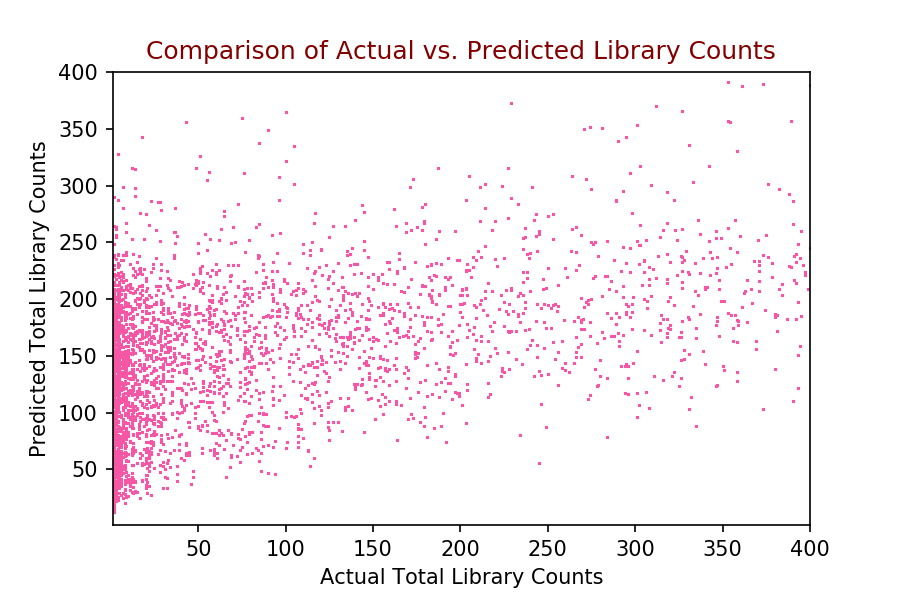 Comparison of Actual vs. Predicted Library Counts
Predicted Total Library Counts
400
350
300
250
200
150
100
50
50 100 150 200 250 300 350 400
Actual Total Library Counts